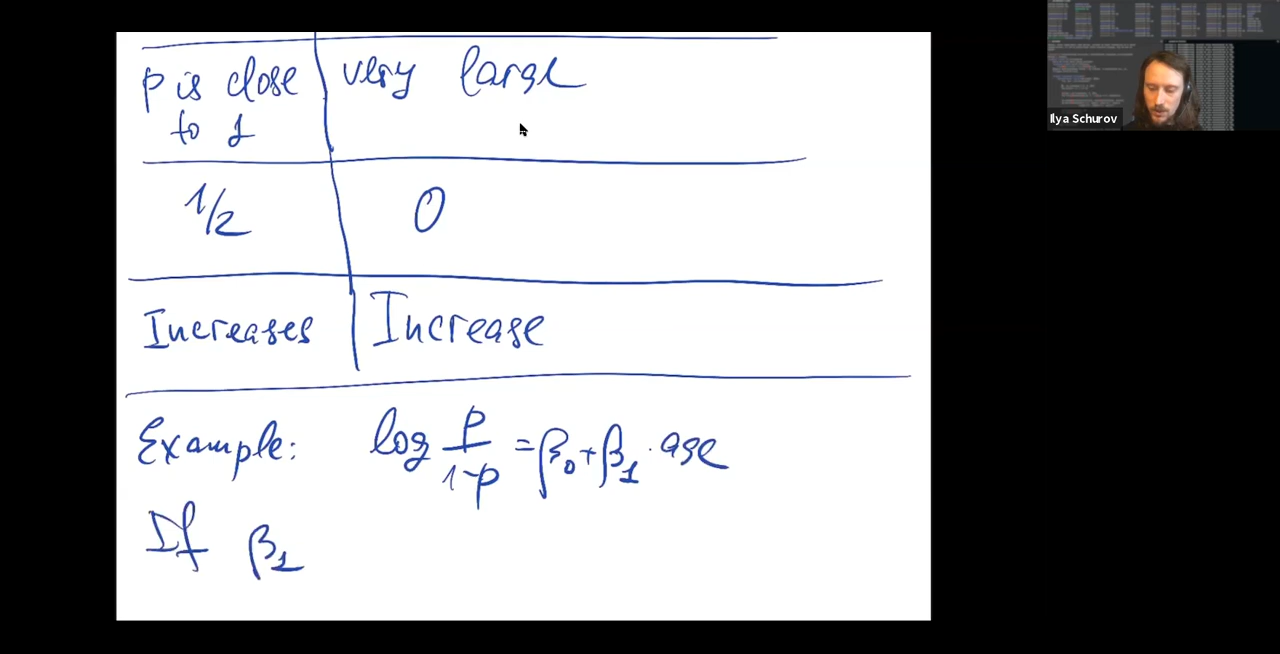 p is close very large
to 1
1/2 0
Increases Increase
Example: log p/1-p = β₀ + β₁ · age
If β₁
Ilya Schurov